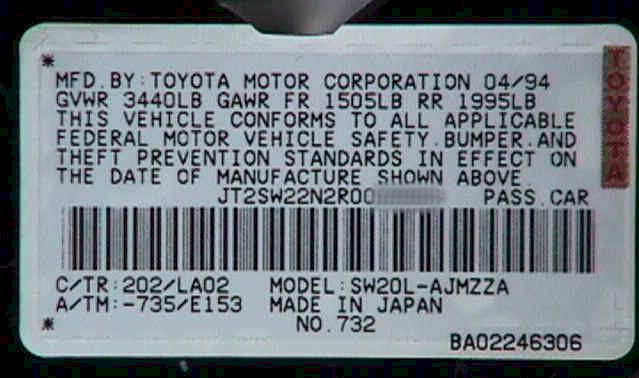 *
MFD.BY:TOYOTA MOTOR CORPORATION 04/94
GVWR 3440LB GAWR FR 1505LB RR 1995LB
THIS VEHICLE CONFORMS TO ALL APPLICABLE
FEDERAL MOTOR VEHICLE SAFETY.BUMPER.AND
THEFT PREVENTION STANDARDS IN EFFECT ON
THE DATE OF MANUFACTURE SHOWN ABOVE.
JT2SW22N2R00 PASS.CAR
C/TR:202/LA02 MODEL:SW20L-AJMZZA
A/TM:-735/E153 MADE IN JAPAN
* NO.732
BA02246306
TOYOTA